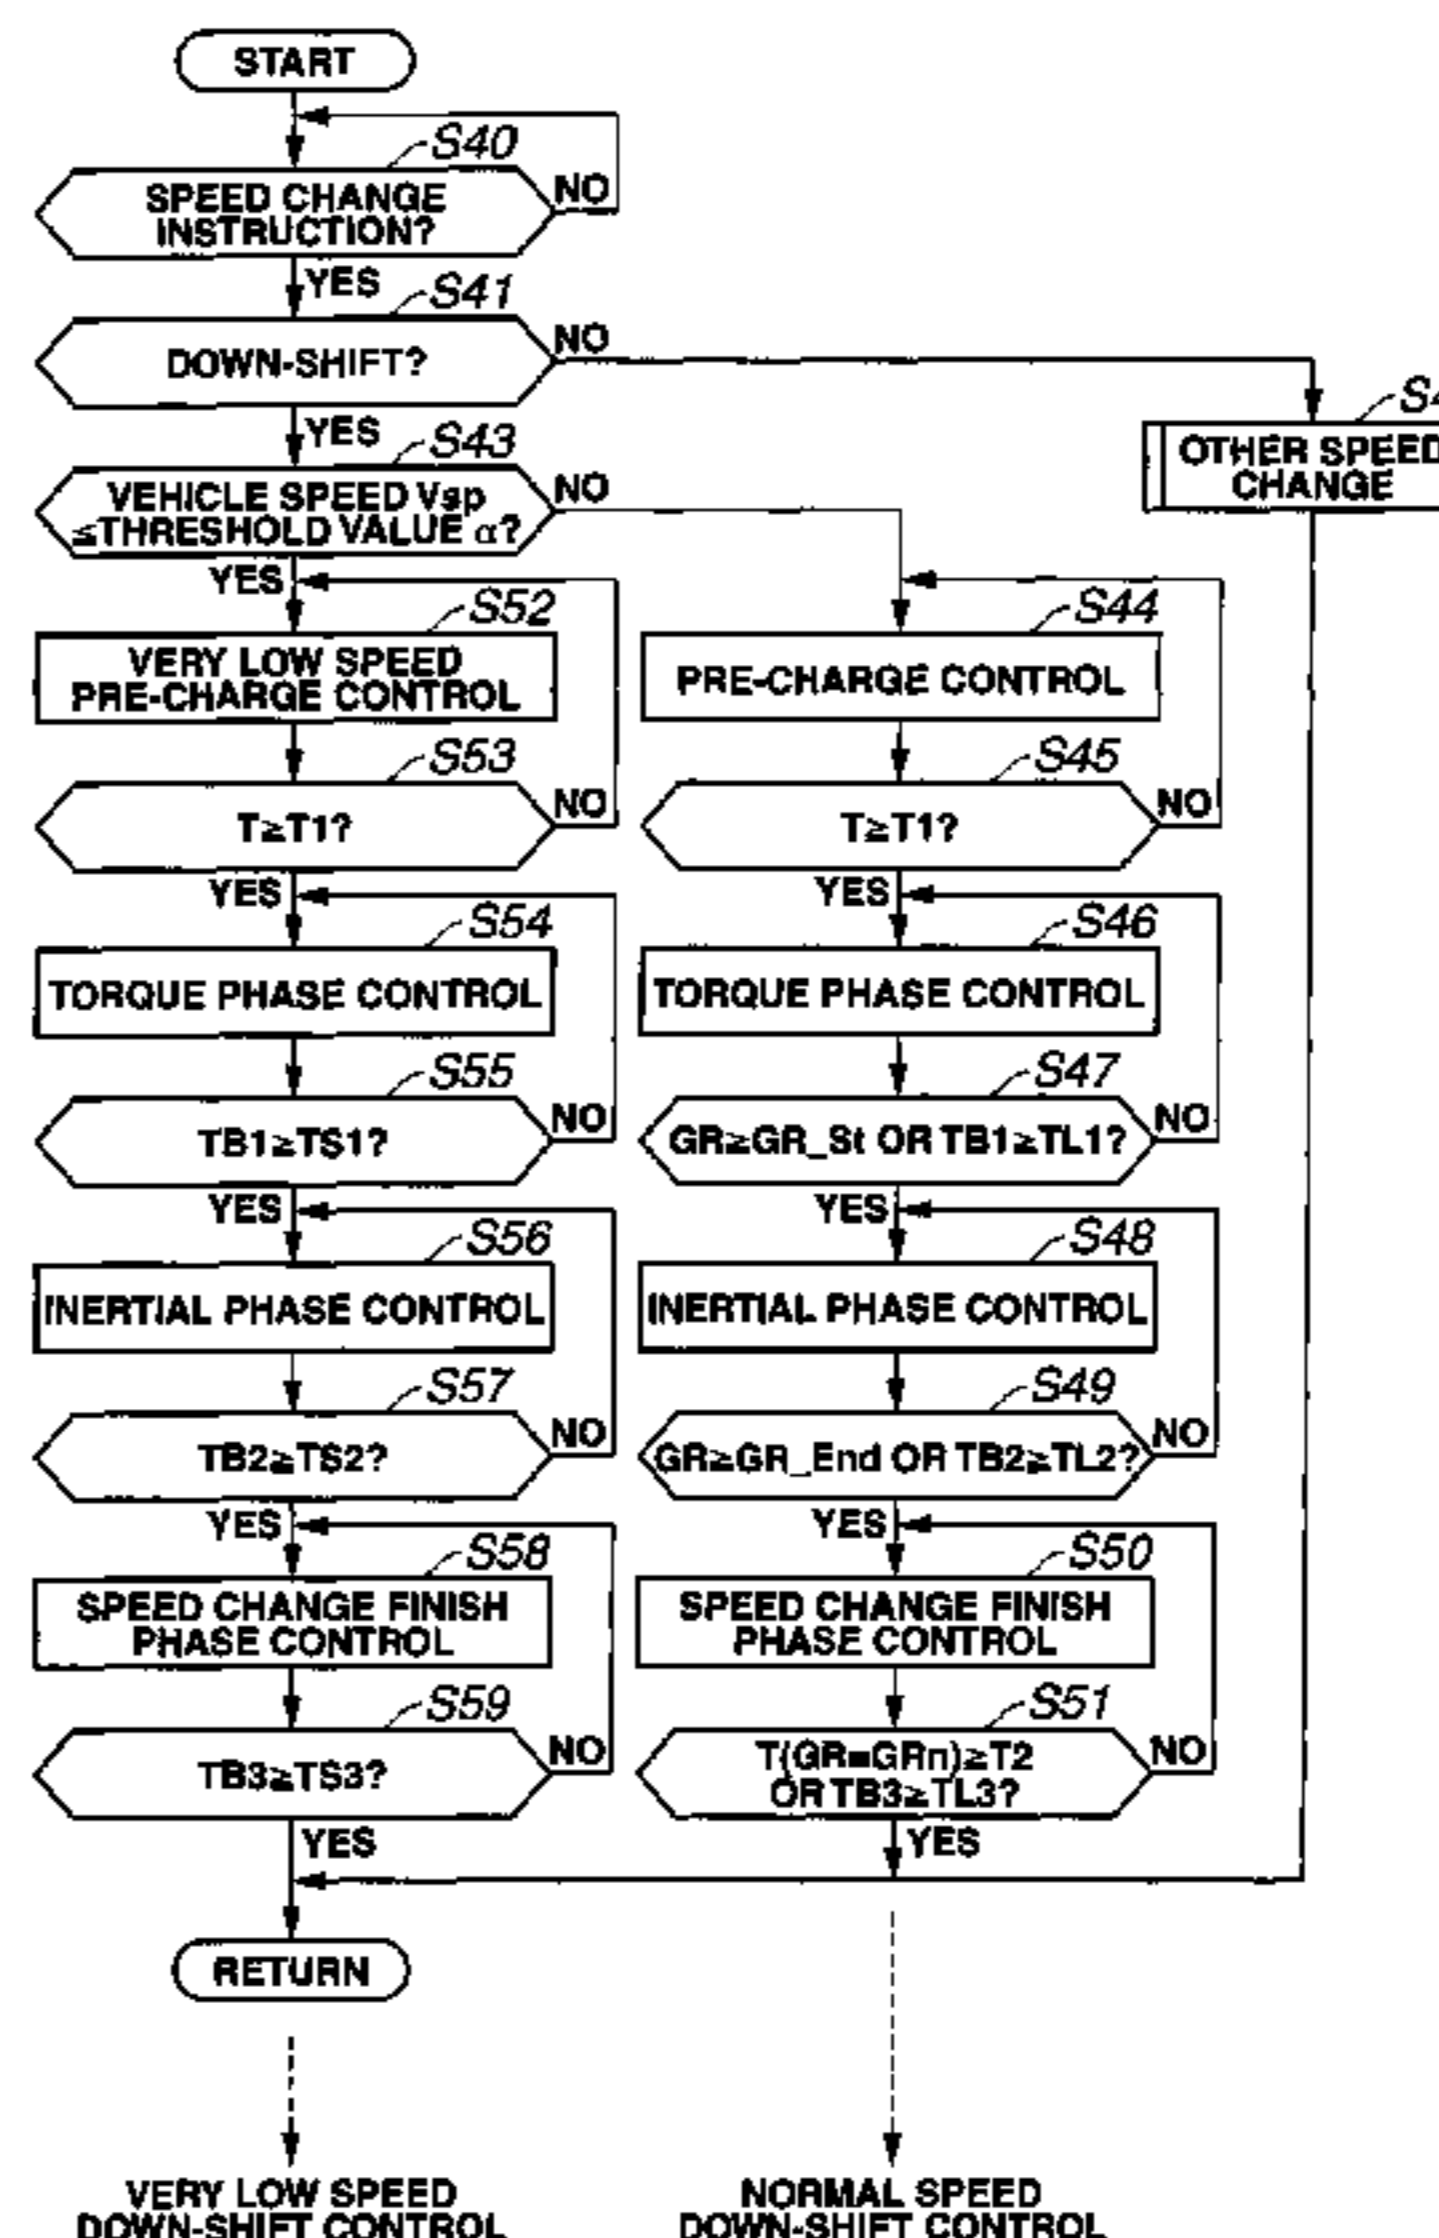 START
S40
SPEED CHANGE
INSTRUCTION?
NO
YES
S41
DOWN-SHIFT?
NO
YES
OTHER SPEED
CHANGE
S43
VEHICLE SPEED Vsp
≦THRESHOLD VALUE α?
NO
YES
S52
VERY LOW SPEED
PRE-CHARGE CONTROL
S53
T≧T1?
NO
YES
S54
TORQUE PHASE CONTROL
S55
TB1≧TS1?
NO
YES
S56
INERTIAL PHASE CONTROL
S57
TB2≧TS2?
NO
YES
S58
SPEED CHANGE FINISH
PHASE CONTROL
S59
TB3≧TS3?
NO
YES
RETURN
VERY LOW SPEED
DOWN-SHIFT CONTROL
S44
PRE-CHARGE CONTROL
S45
T≧T1?
NO
YES
S46
TORQUE PHASE CONTROL
S47
GR≧GR_St OR TB1≧TL1?
NO
YES
S48
INERTIAL PHASE CONTROL
S49
GR≧GR_End OR TB2≧TL2?
NO
YES
S50
SPEED CHANGE FINISH
PHASE CONTROL
S51
T(GR=GRn)≧T2
OR TB3≧TL3?
NO
YES
NORMAL SPEED
DOWN-SHIFT CONTROL